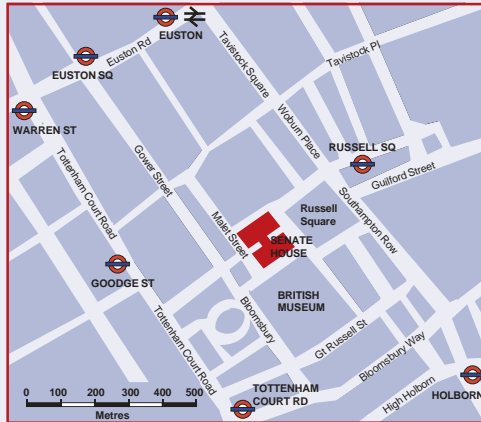 EUSTON
Euston Rd
EUSTON SQ
Tavistock Square
Tavistock Pl
WARREN ST
Woburn Place
RUSSELL SQ
Gower Street
Guilford Street
Tottenham Court Road
Malet Street
Russell
Square
Southampton Row
SENATE
HOUSE
GOODGE ST
BRITISH
MUSEUM
Bloomsbury
Tottenham Court Road
Gt Russell St
Bloomsbury Way
High Holborn
HOLBORN
TOTTENHAM
COURT RD
0 100 200 300 400 500
Metres